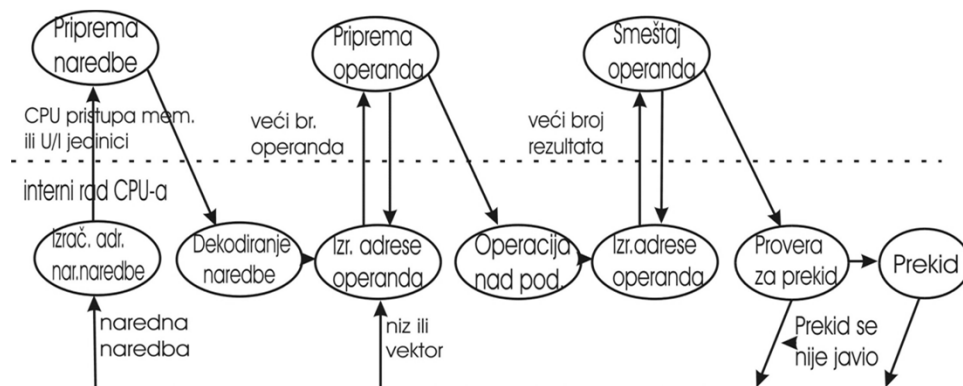 Priprema
naredbe
Priprema
operanda
Smeštaj
operanda
CPU pristupa mem.
ili U/I jedinici
veći br.
operanda
veći broj
rezultata
interni rad CPU-a
Izrač. adr.
nar.naredbe
Dekodiranje
naredbe
Izr. adrese
operanda
Operacija
nad pod.
Izr.adrese
operanda
Provera
za prekid
Prekid
naredna
naredba
niz ili
vektor
Prekid se
nije javio